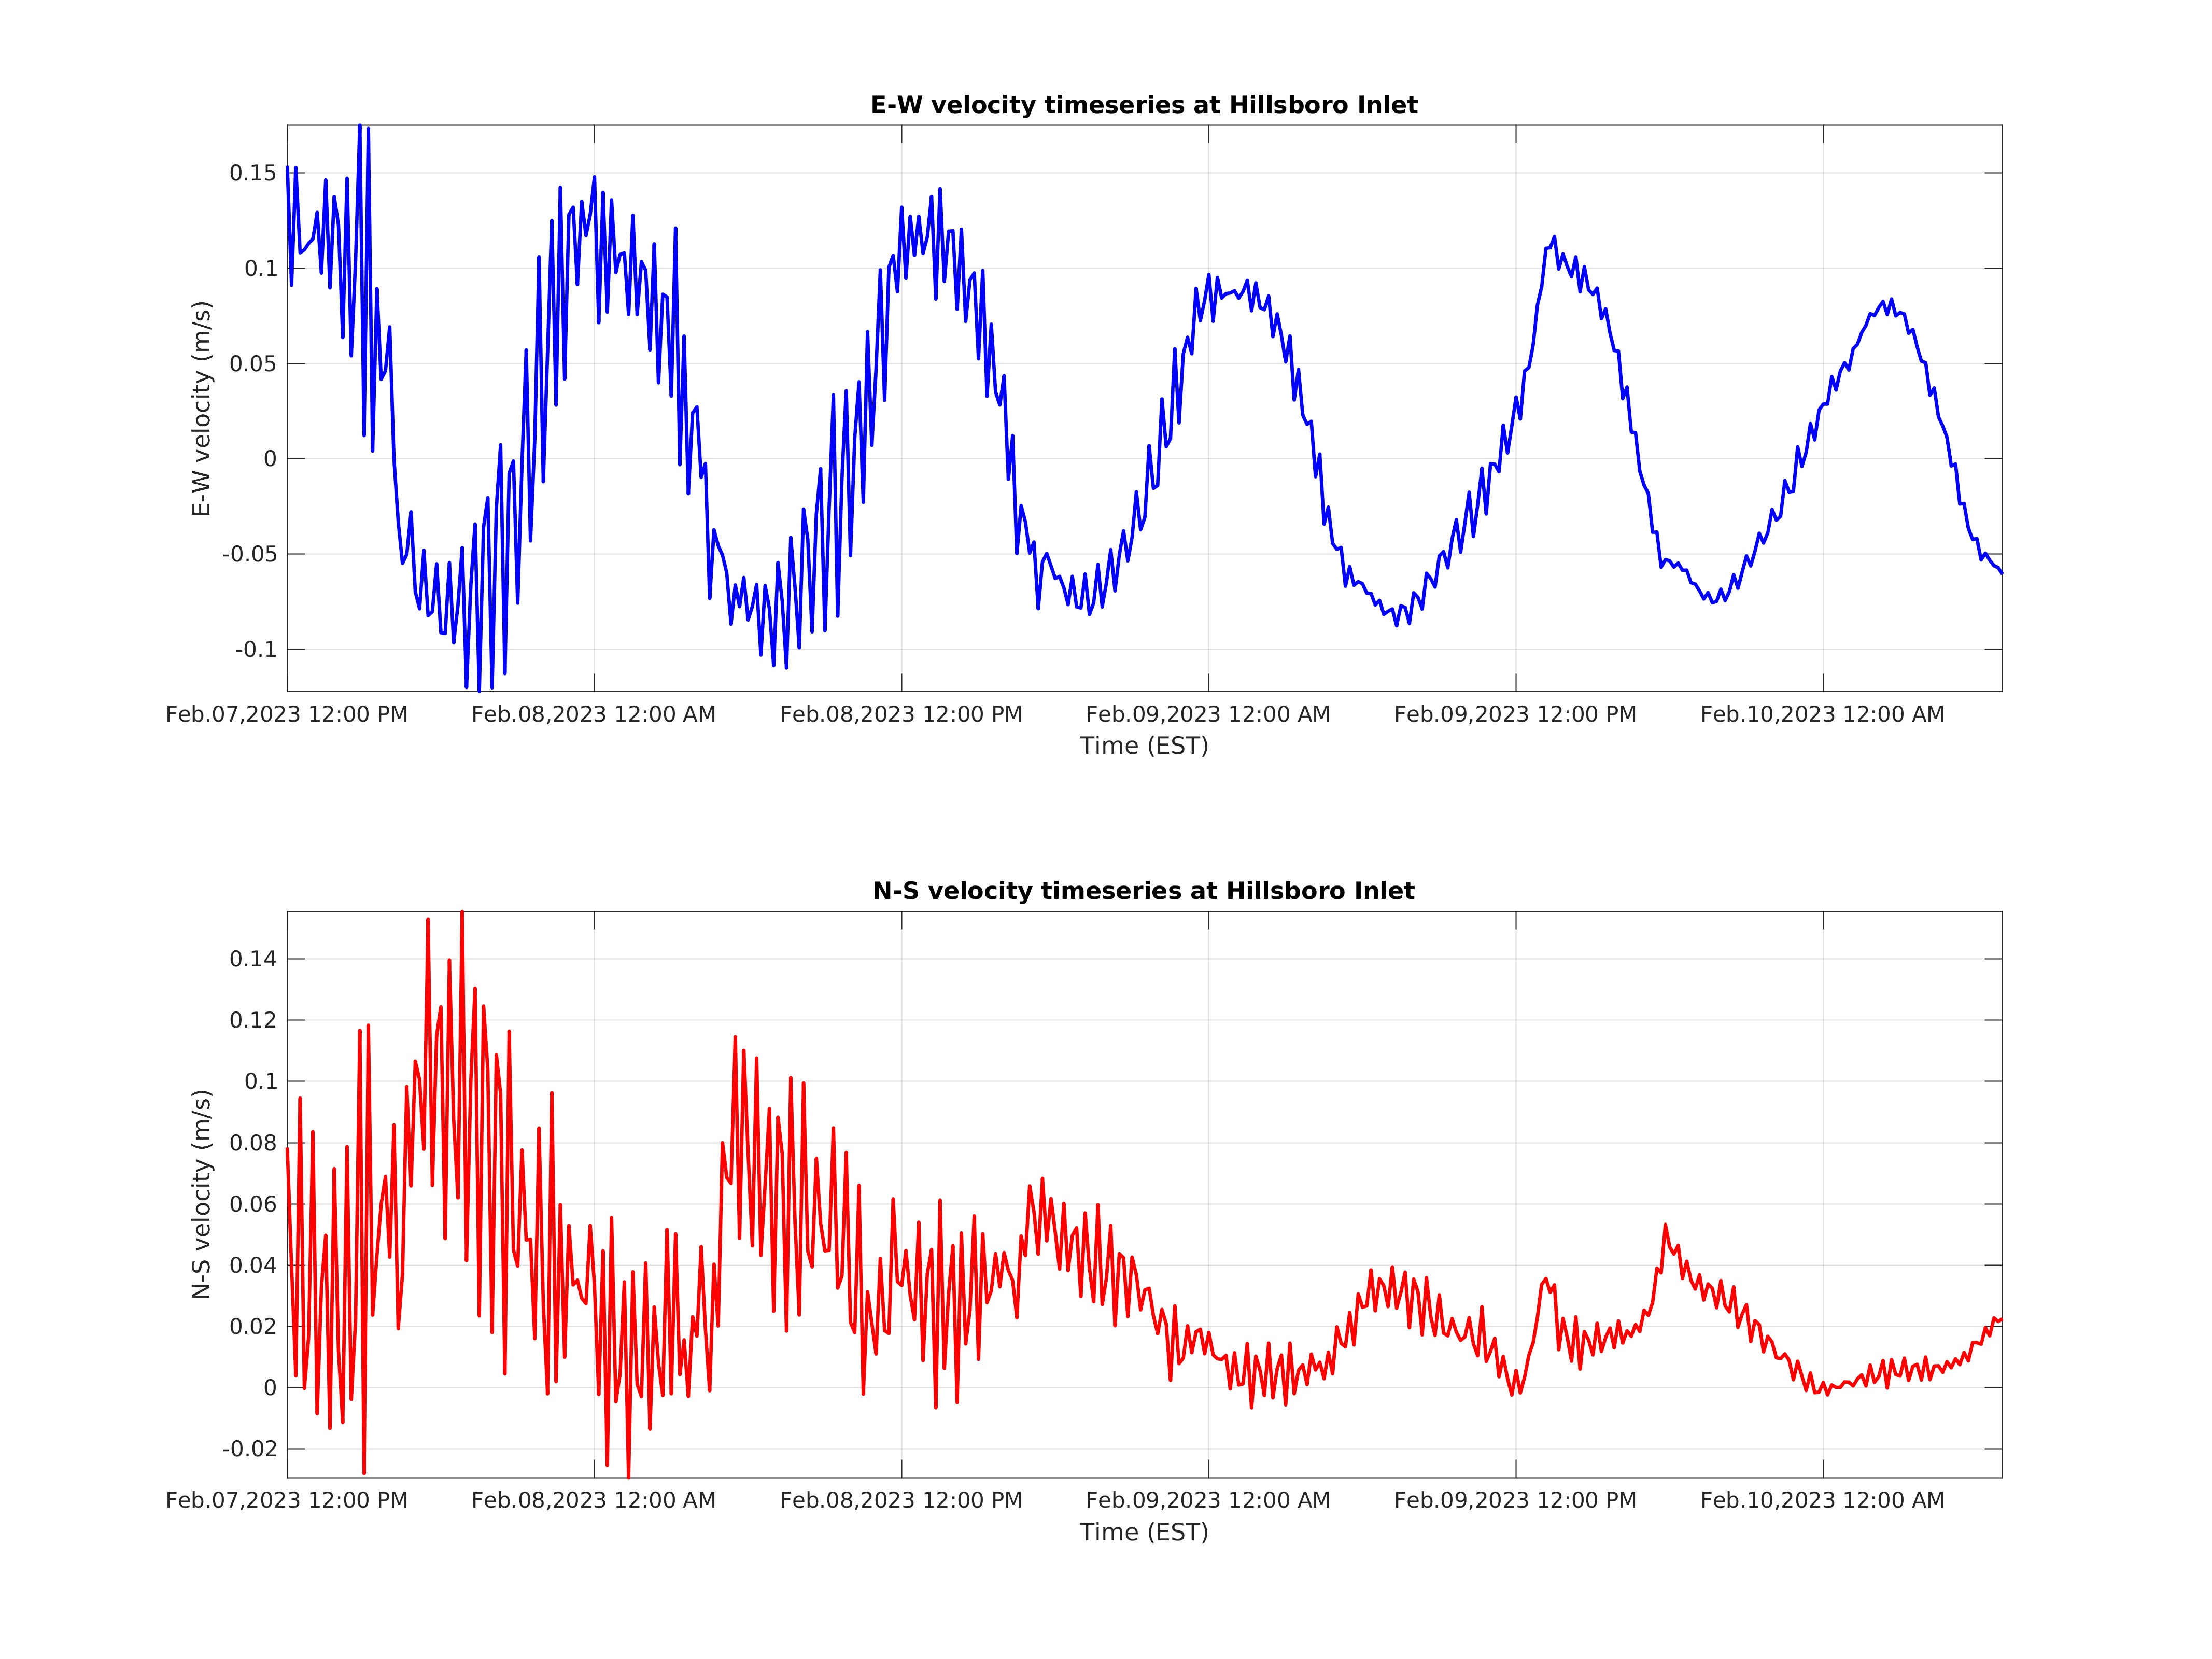 E-W velocity timeseries at Hillsboro Inlet
0.15
0.1
0.05
0
-0.05
-0.1
E-W velocity (m/s)
Feb.07,2023 12:00 PM Feb.08,2023 12:00 AM Feb.08,2023 12:00 PM Feb.09,2023 12:00 AM Feb.09,2023 12:00 PM Feb.10,2023 12:00 AM
Time (EST)
N-S velocity timeseries at Hillsboro Inlet
0.14
0.12
0.1
0.08
0.06
0.04
0.02
0
-0.02
N-S velocity (m/s)
Feb.07,2023 12:00 PM Feb.08,2023 12:00 AM Feb.08,2023 12:00 PM Feb.09,2023 12:00 AM Feb.09,2023 12:00 PM Feb.10,2023 12:00 AM
Time (EST)